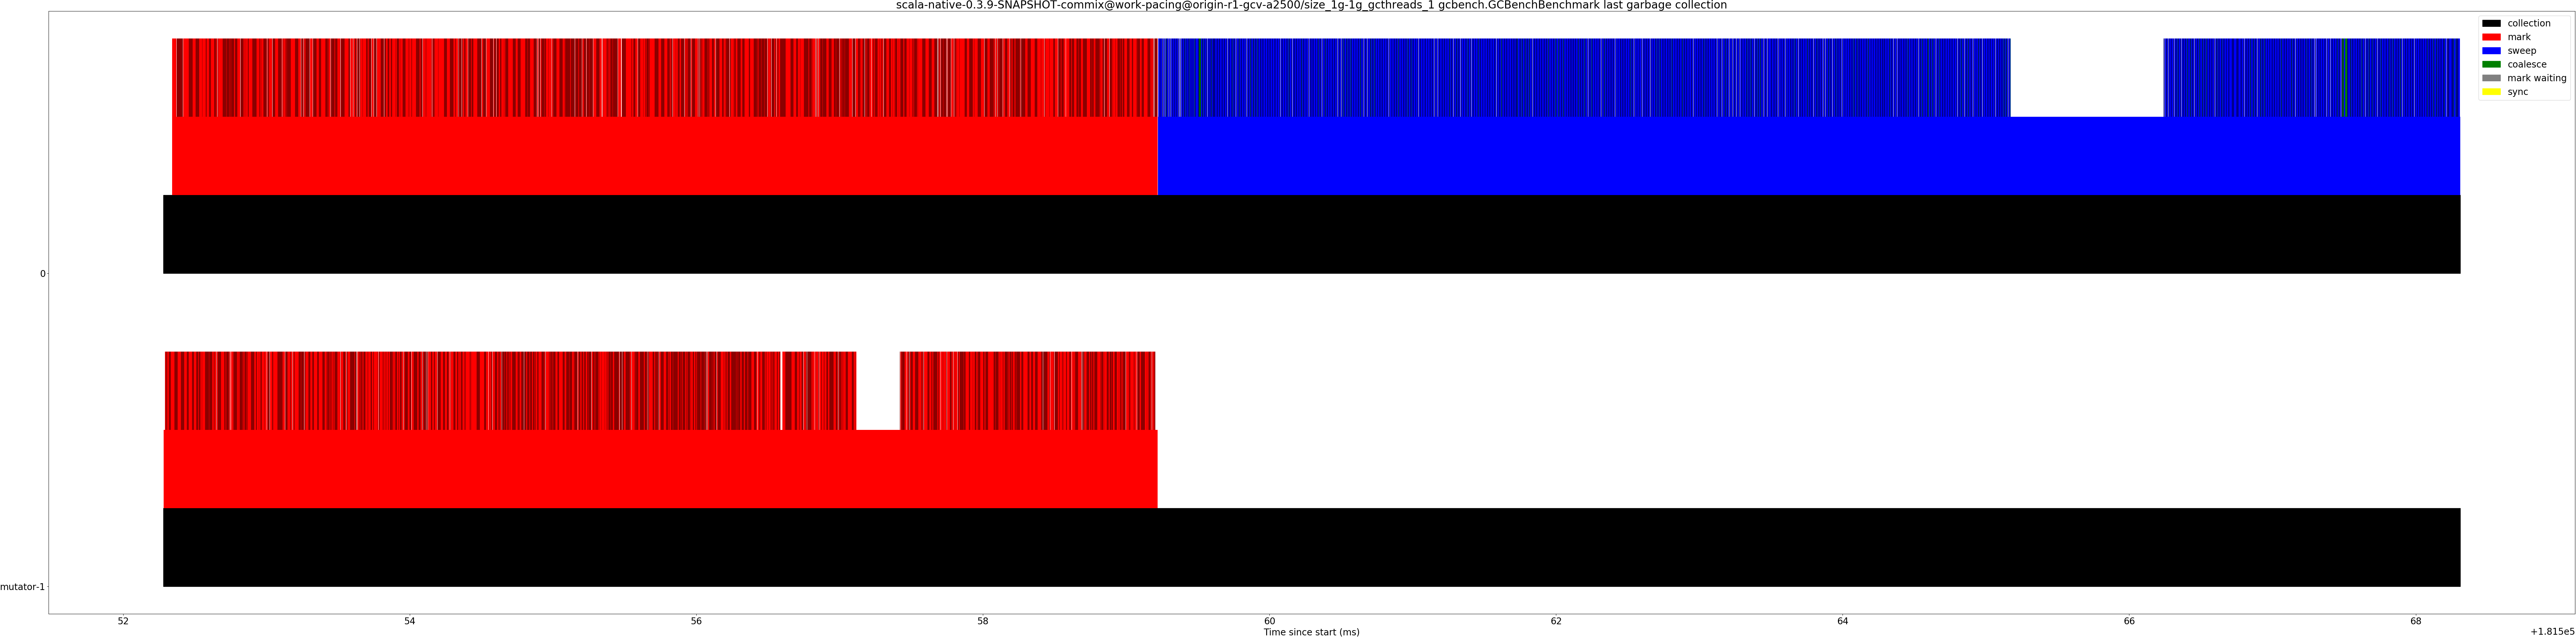 scala-native-0.3.9-SNAPSHOT-commix@work-pacing@origin-r1-gcv-a2500/size_1g-1g_gcthreads_1 gcbench.GCBenchBenchmark last garbage collection
collection
mark
sweep
coalesce
mark waiting
sync
0
mutator-1
52 54 56 58 60 62 64 66 68
Time since start (ms)
+1.815e5